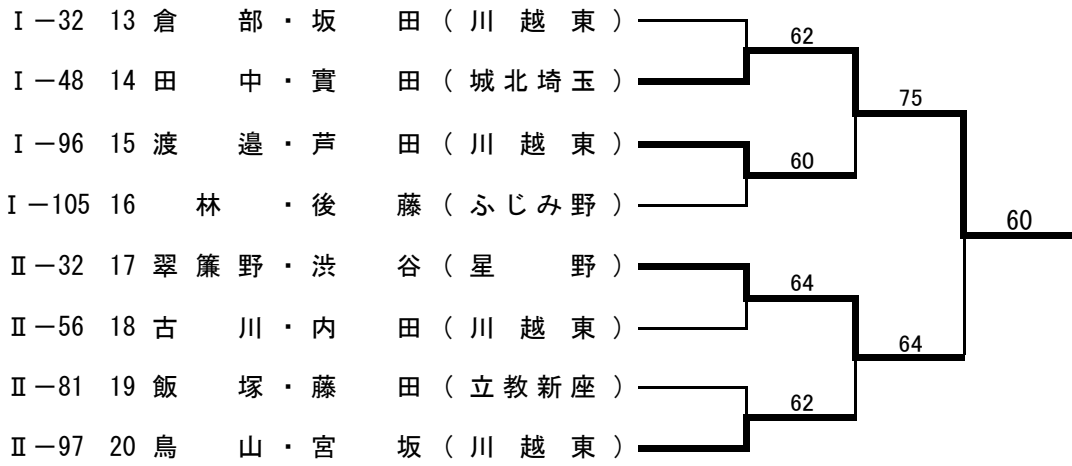 Ⅰ－32 13 倉 部・坂 田（川 越 東）
62
Ⅰ－48 14 田 中・實 田（城北埼玉）
75
Ⅰ－96 15 渡 邉・芦 田（川 越 東）
60
Ⅰ－105 16 林 ・後 藤（ふじみ野）
60
Ⅱ－32 17 翠簾野・渋 谷（星 野）
64
Ⅱ－56 18 古 川・内 田（川 越 東）
64
Ⅱ－81 19 飯 塚・藤 田（立教新座）
62
Ⅱ－97 20 鳥 山・宮 坂（川 越 東）